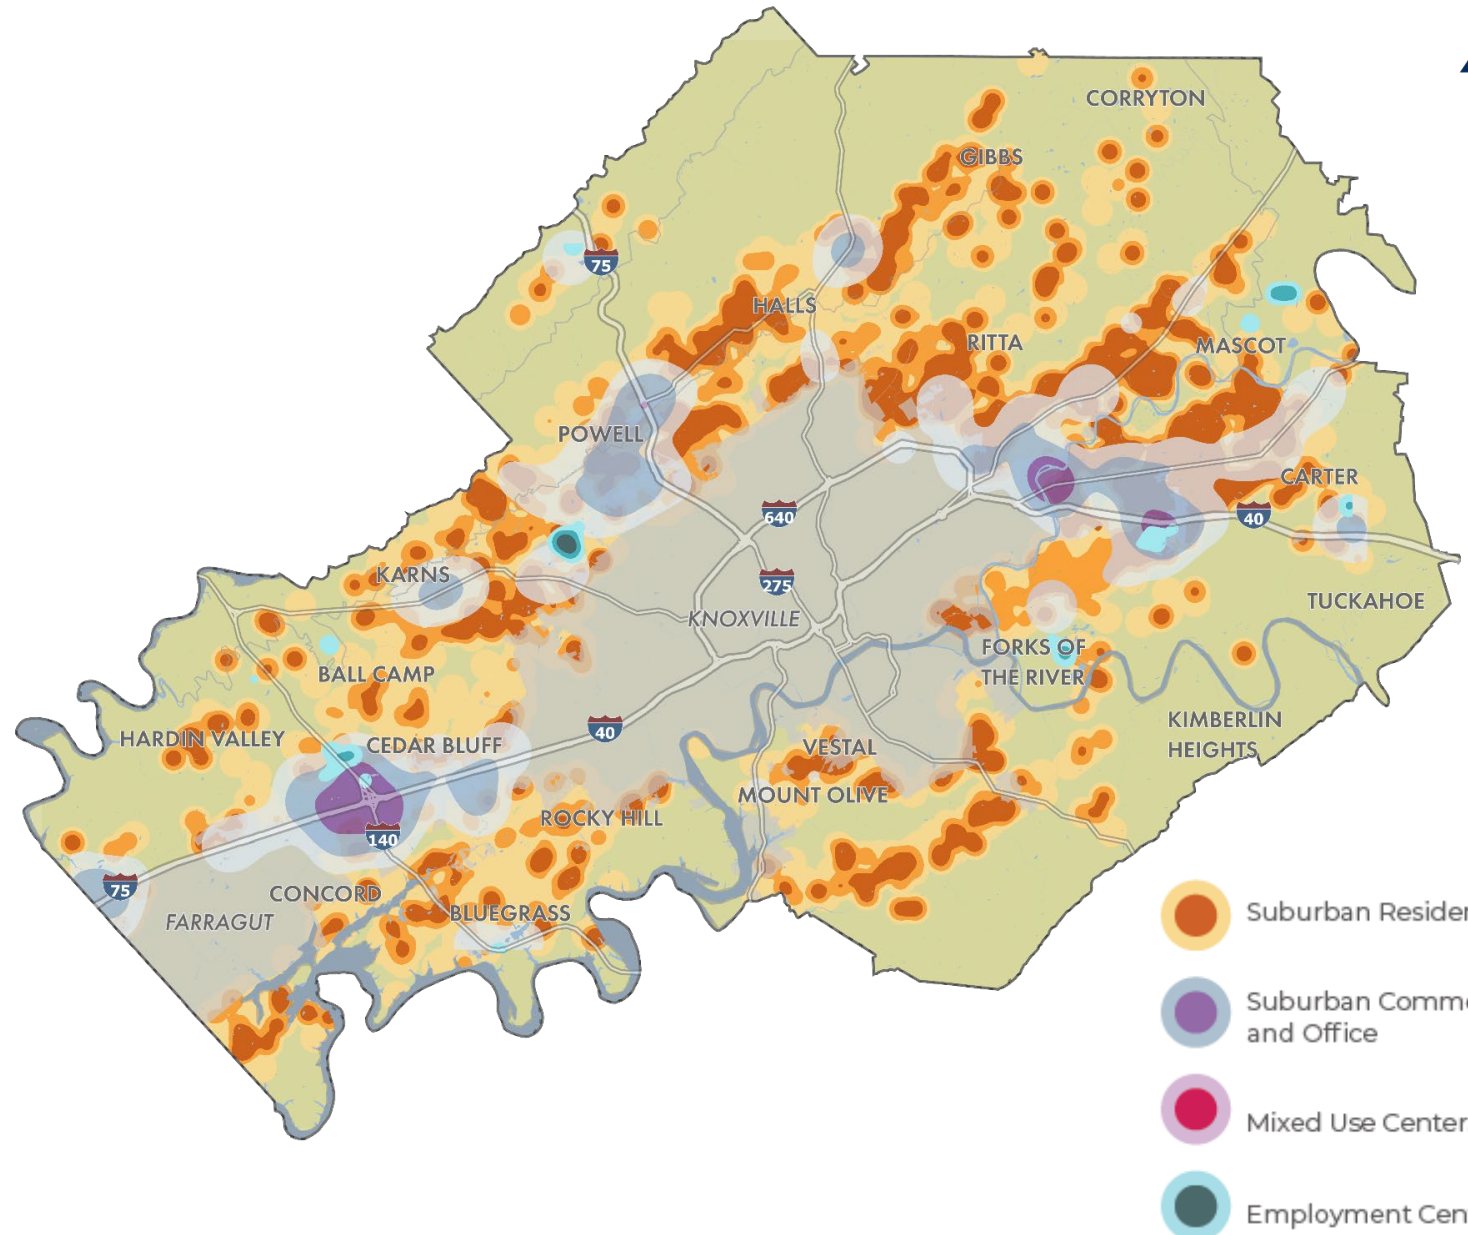 CORRYTON
GIBBS
75
HALLS
RITTA
MASCOT
POWELL
CARTER
640
40
KARNS
275
KNOXVILLE
TUCKAHOE
FORKS OF
THE RIVER
BALL CAMP
KIMBERLIN
HEIGHTS
HARDIN VALLEY
CEDAR BLUFF
40
VESTAL
MOUNT OLIVE
ROCKY HILL
140
75
CONCORD
FARRAGUT
BLUEGRASS
Suburban Reside
Suburban Comme
and Office
Mixed Use Center
Employment Cen